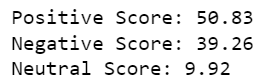 Positive Score: 50.83
Negative Score: 39.26
Neutral Score: 9.92